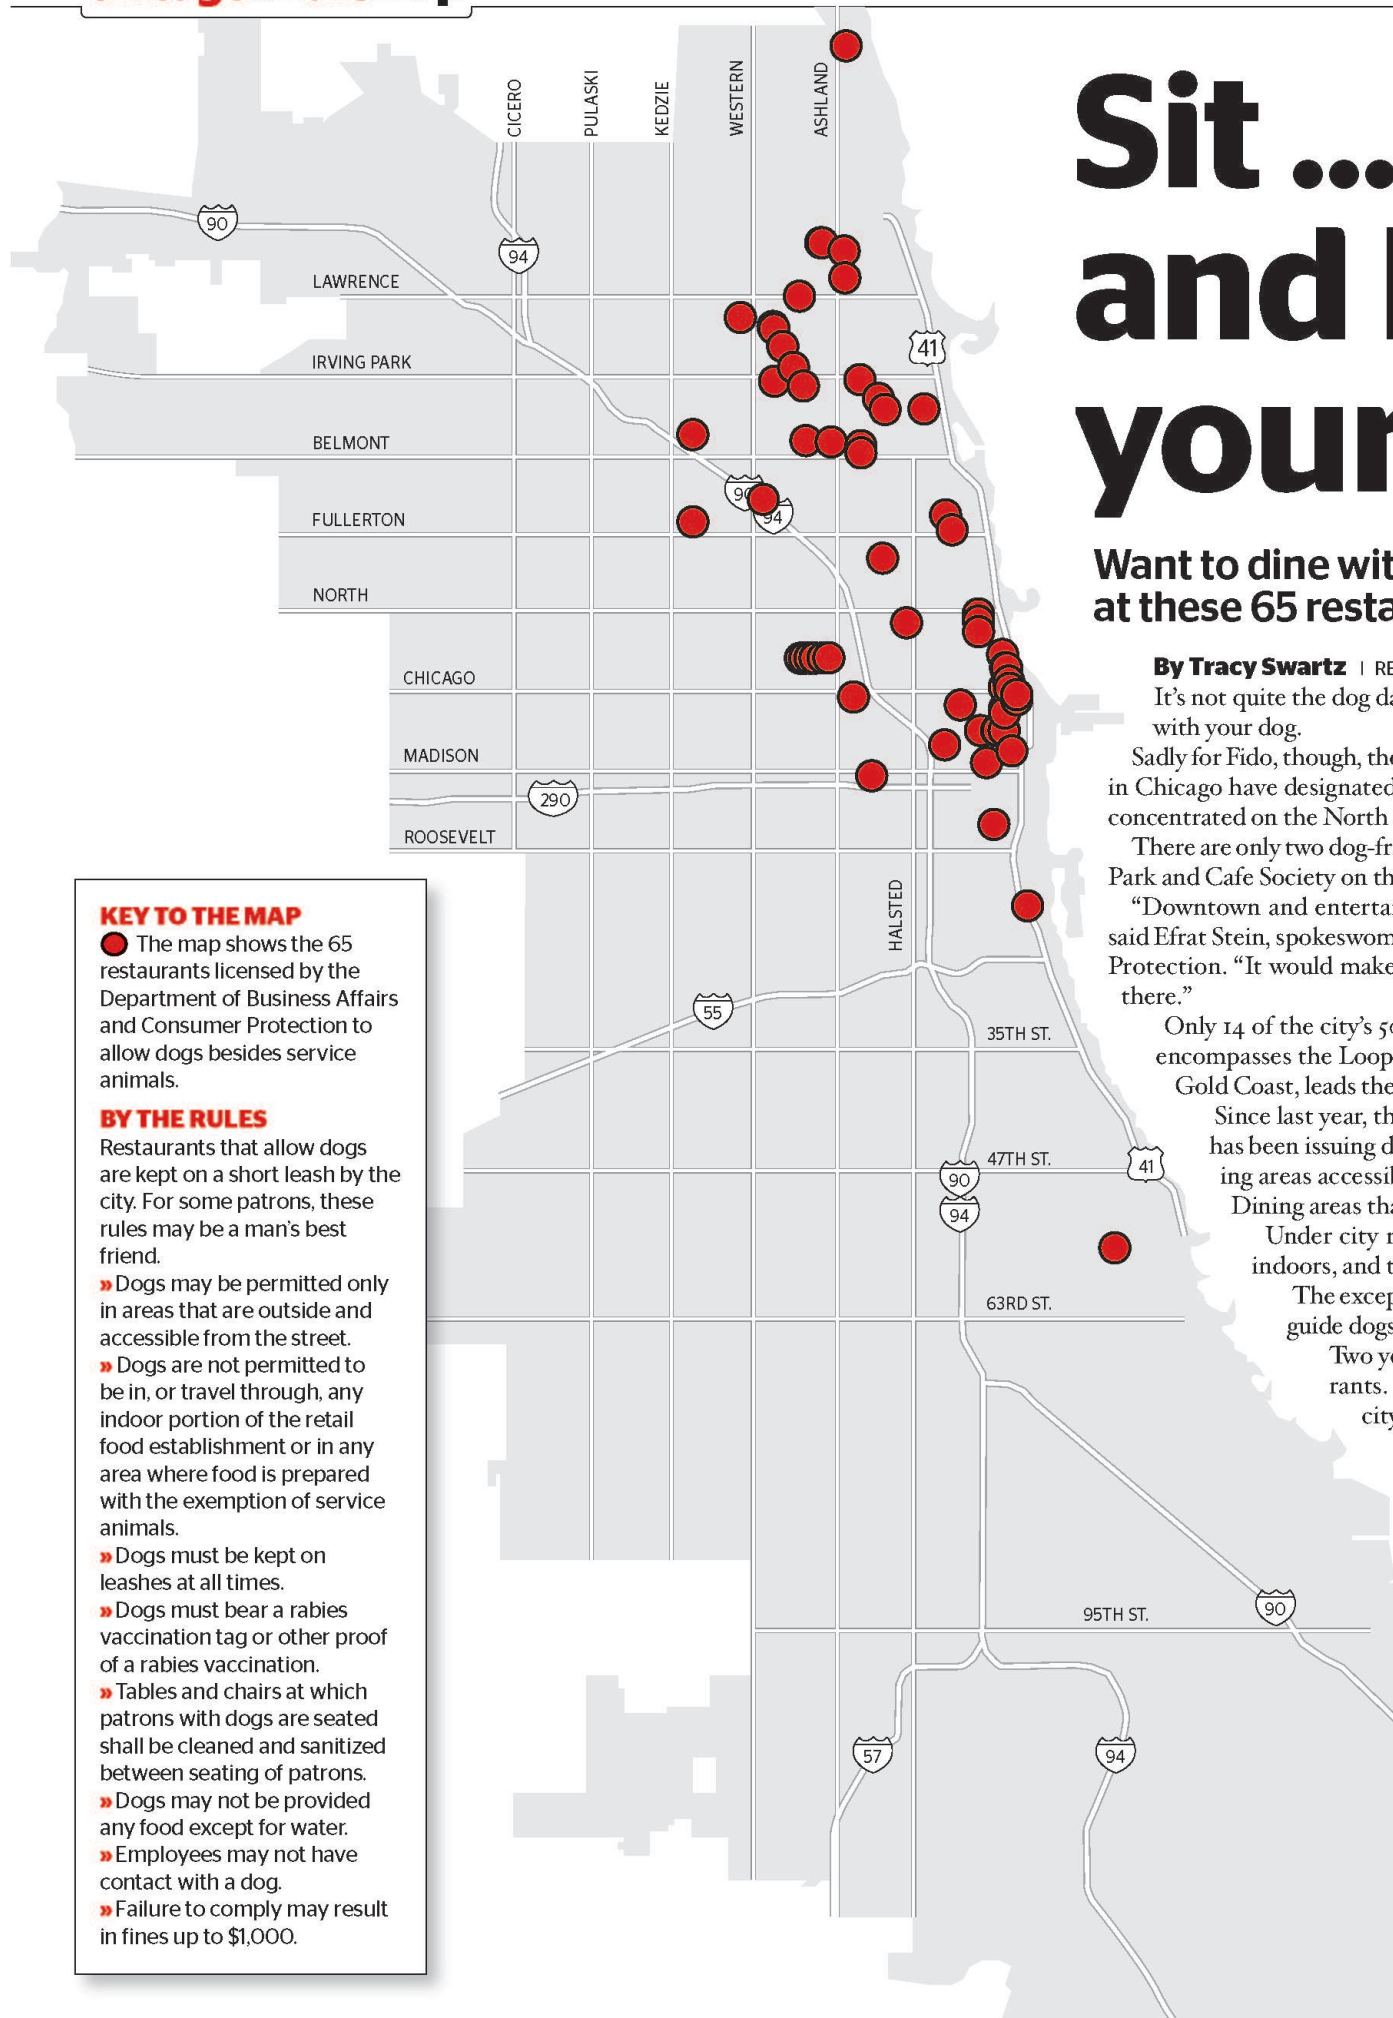 CICERO
PULASKI
KEDZIE
WESTERN
ASHLAND
90
94
LAWRENCE
IRVING PARK
41
BELMONT
90
94
FULLERTON
NORTH
CHICAGO
MADISON
290
ROOSEVELT
HALSTED
55
35TH ST.
47TH ST.
41
90
94
63RD ST.
95TH ST.
90
57
94
Sit ...
and
your
Want to dine
at these 65
By Tracy Swartz |
It's not quite the dog
with your dog.
Sadly for Fido, though,
in Chicago have designated
concentrated on the North
There are only two
Park and Cafe Society on
“Downtown and
said Efrat Stein,
Protection. “It would make
there.”
Only 14 of the city's
encompasses the Loop
Gold Coast, leads the
Since last year,
has been issuing
ing areas
Dining areas
Under city
indoors, and
The
guide dogs
Two
rants.
city
KEY TO THE MAP
The map shows the 65
restaurants licensed by the
Department of Business Affairs
and Consumer Protection to
allow dogs besides service
animals.
BY THE RULES
Restaurants that allow dogs
are kept on a short leash by the
city. For some patrons, these
rules may be a man's best
friend.
» Dogs may be permitted only
in areas that are outside and
accessible from the street.
» Dogs are not permitted to
be in, or travel through, any
indoor portion of the retail
food establishment or in any
area where food is prepared
with the exemption of service
animals.
» Dogs must be kept on
leashes at all times.
» Dogs must bear a rabies
vaccination tag or other proof
of a rabies vaccination.
» Tables and chairs at which
patrons with dogs are seated
shall be cleaned and sanitized
between seating of patrons.
» Dogs may not be provided
any food except for water.
» Employees may not have
contact with a dog.
» Failure to comply may result
in fines up to $1,000.